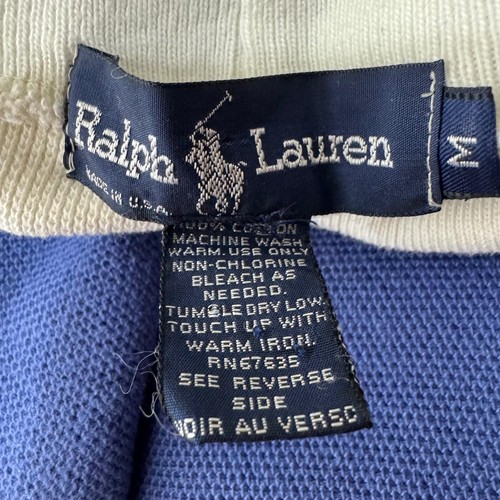 Ralph Lauren
MADE IN U.S.A.
M
100% COTTON
MACHINE WASH
WARM. USE ONLY
NON-CHLORINE
BLEACH AS
NEEDED.
TUMBLE DRY LOW.
TOUCH UP WITH
WARM IRON.
RN67635
SEE REVERSE
SIDE
VOIR AU VERSO